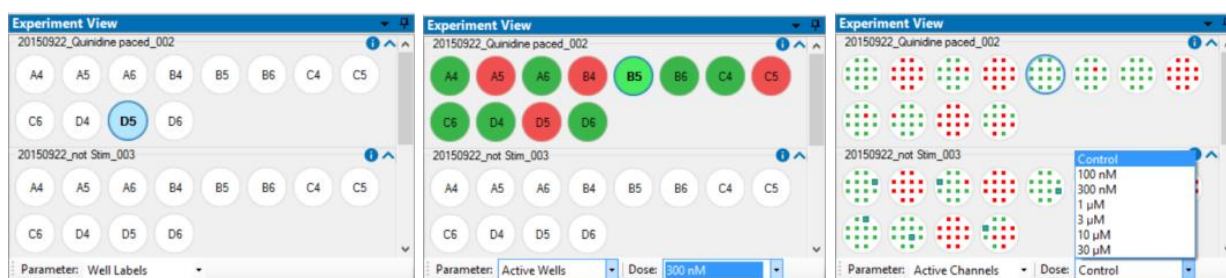 Experiment View
20150922_Quinidine paced_002
A4 A5 A6 B4 B5 B6 C4 C5
C6 D4 D5 D6
20150922_not Stim_003
A4 A5 A6 B4 B5 B6 C4 C5
C6 D4 D5 D6
Parameter: Well Labels
Experiment View
20150922_Quinidine paced_002
A4 A5 A6 B4 B5 B6 C4 C5
C6 D4 D5 D6
20150922_not Stim_003
A4 A5 A6 B4 B5 B6 C4 C5
C6 D4 D5 D6
Parameter: Active Wells Dose: 300 nM
Experiment View
20150922_Quinidine paced_002
20150922_not Stim_003
Control
100 nM
300 nM
1 µM
3 µM
10 µM
30 µM
Parameter: Active Channels Dose: Control